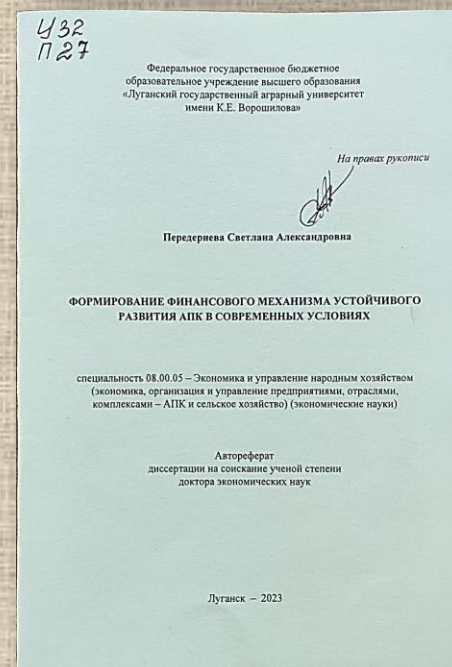 У32
П27
Федеральное государственное бюджетное
образовательное учреждение высшего образования
«Луганский государственный аграрный университет
имени К.Е. Ворошилова»
На правах рукописи
Передериева Светлана Александровна
ФОРМИРОВАНИЕ ФИНАНСОВОГО МЕХАНИЗМА УСТОЙЧИВОГО
РАЗВИТИЯ АПК В СОВРЕМЕННЫХ УСЛОВИЯХ
специальность 08.00.05 – Экономика и управление народным хозяйством
(экономика, организация и управление предприятиями, отраслями,
комплексами – АПК и сельское хозяйство) (экономические науки)
Автореферат
диссертации на соискание ученой степени
доктора экономических наук
Луганск – 2023